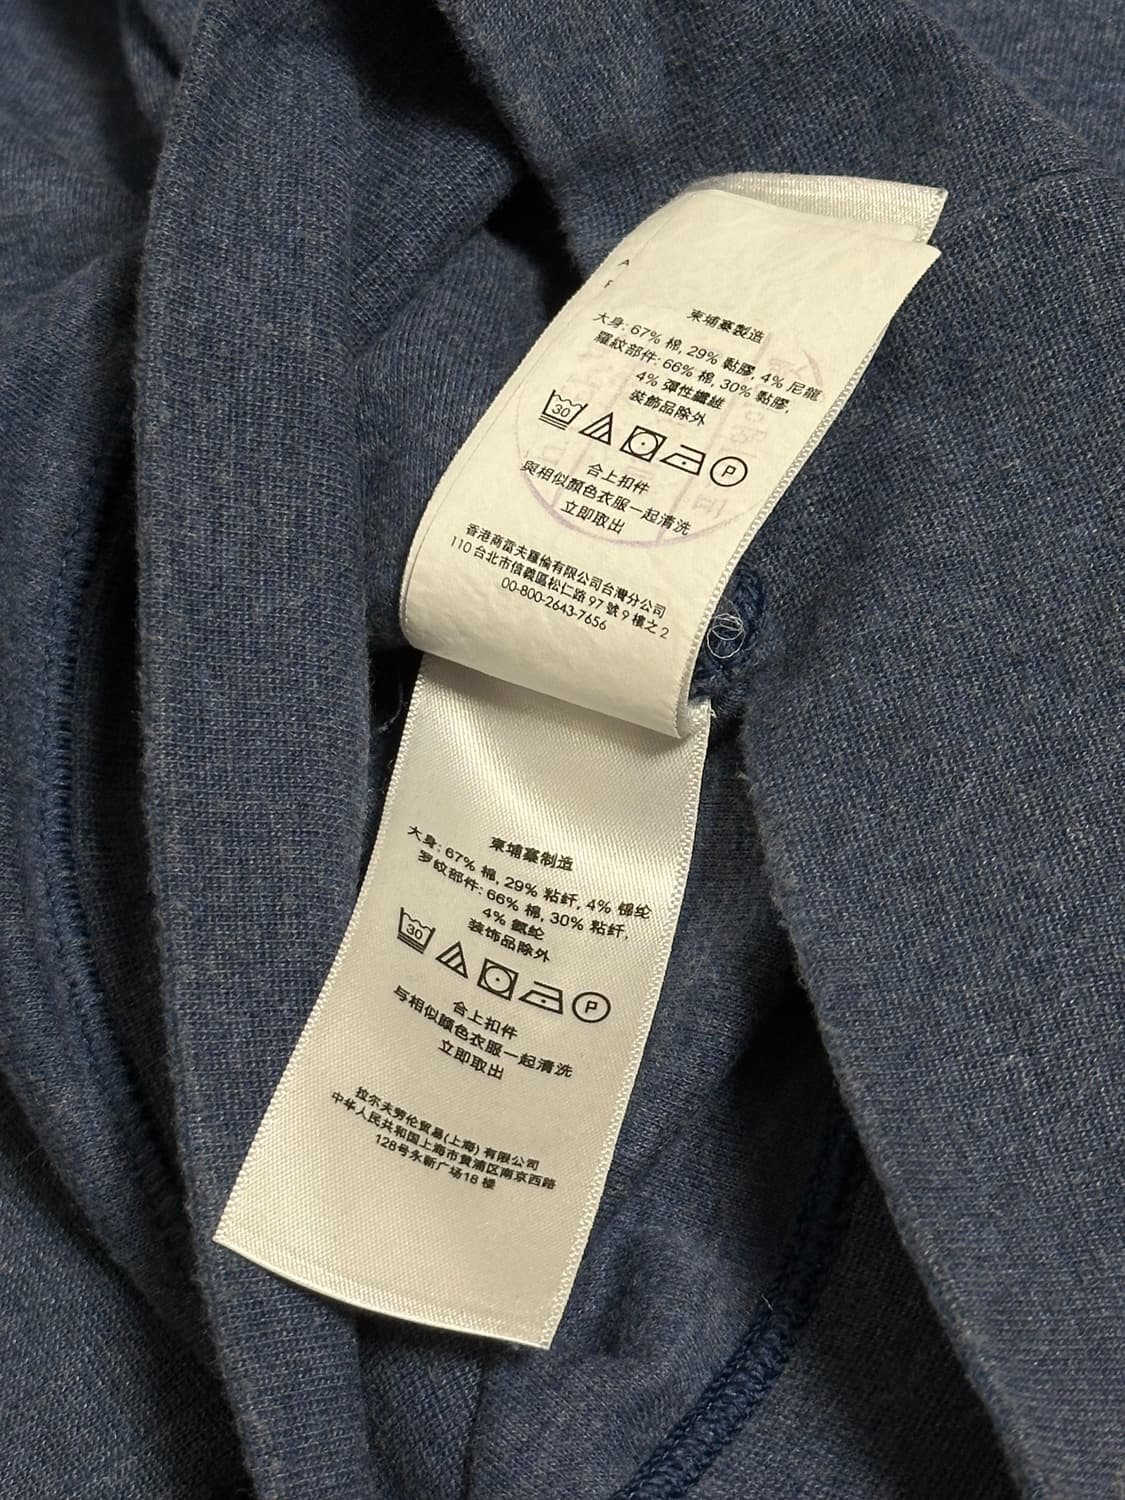 A
F
柬埔寨製造
大身: 67% 棉, 29% 黏膠, 4% 尼龍
羅紋部件: 66% 棉, 30% 黏膠,
4% 彈性纖維
裝飾品除外
30
P
合上扣件
與相似顏色衣服一起清洗
立即取出
香港商雷夫羅倫有限公司台灣分公司
110 台北市信義區松仁路 97 號 9 樓之 2
00-800-2643-7656
柬埔寨制造
大身: 67% 棉, 29% 粘纤, 4% 锦纶
罗纹部件: 66% 棉, 30% 粘纤,
4% 氨纶
装饰品除外
30
P
合上扣件
与相似颜色衣服一起清洗
立即取出
拉尔夫劳伦贸易(上海) 有限公司
中华人民共和国上海市黄浦区南京西路
128号永新广场18 楼